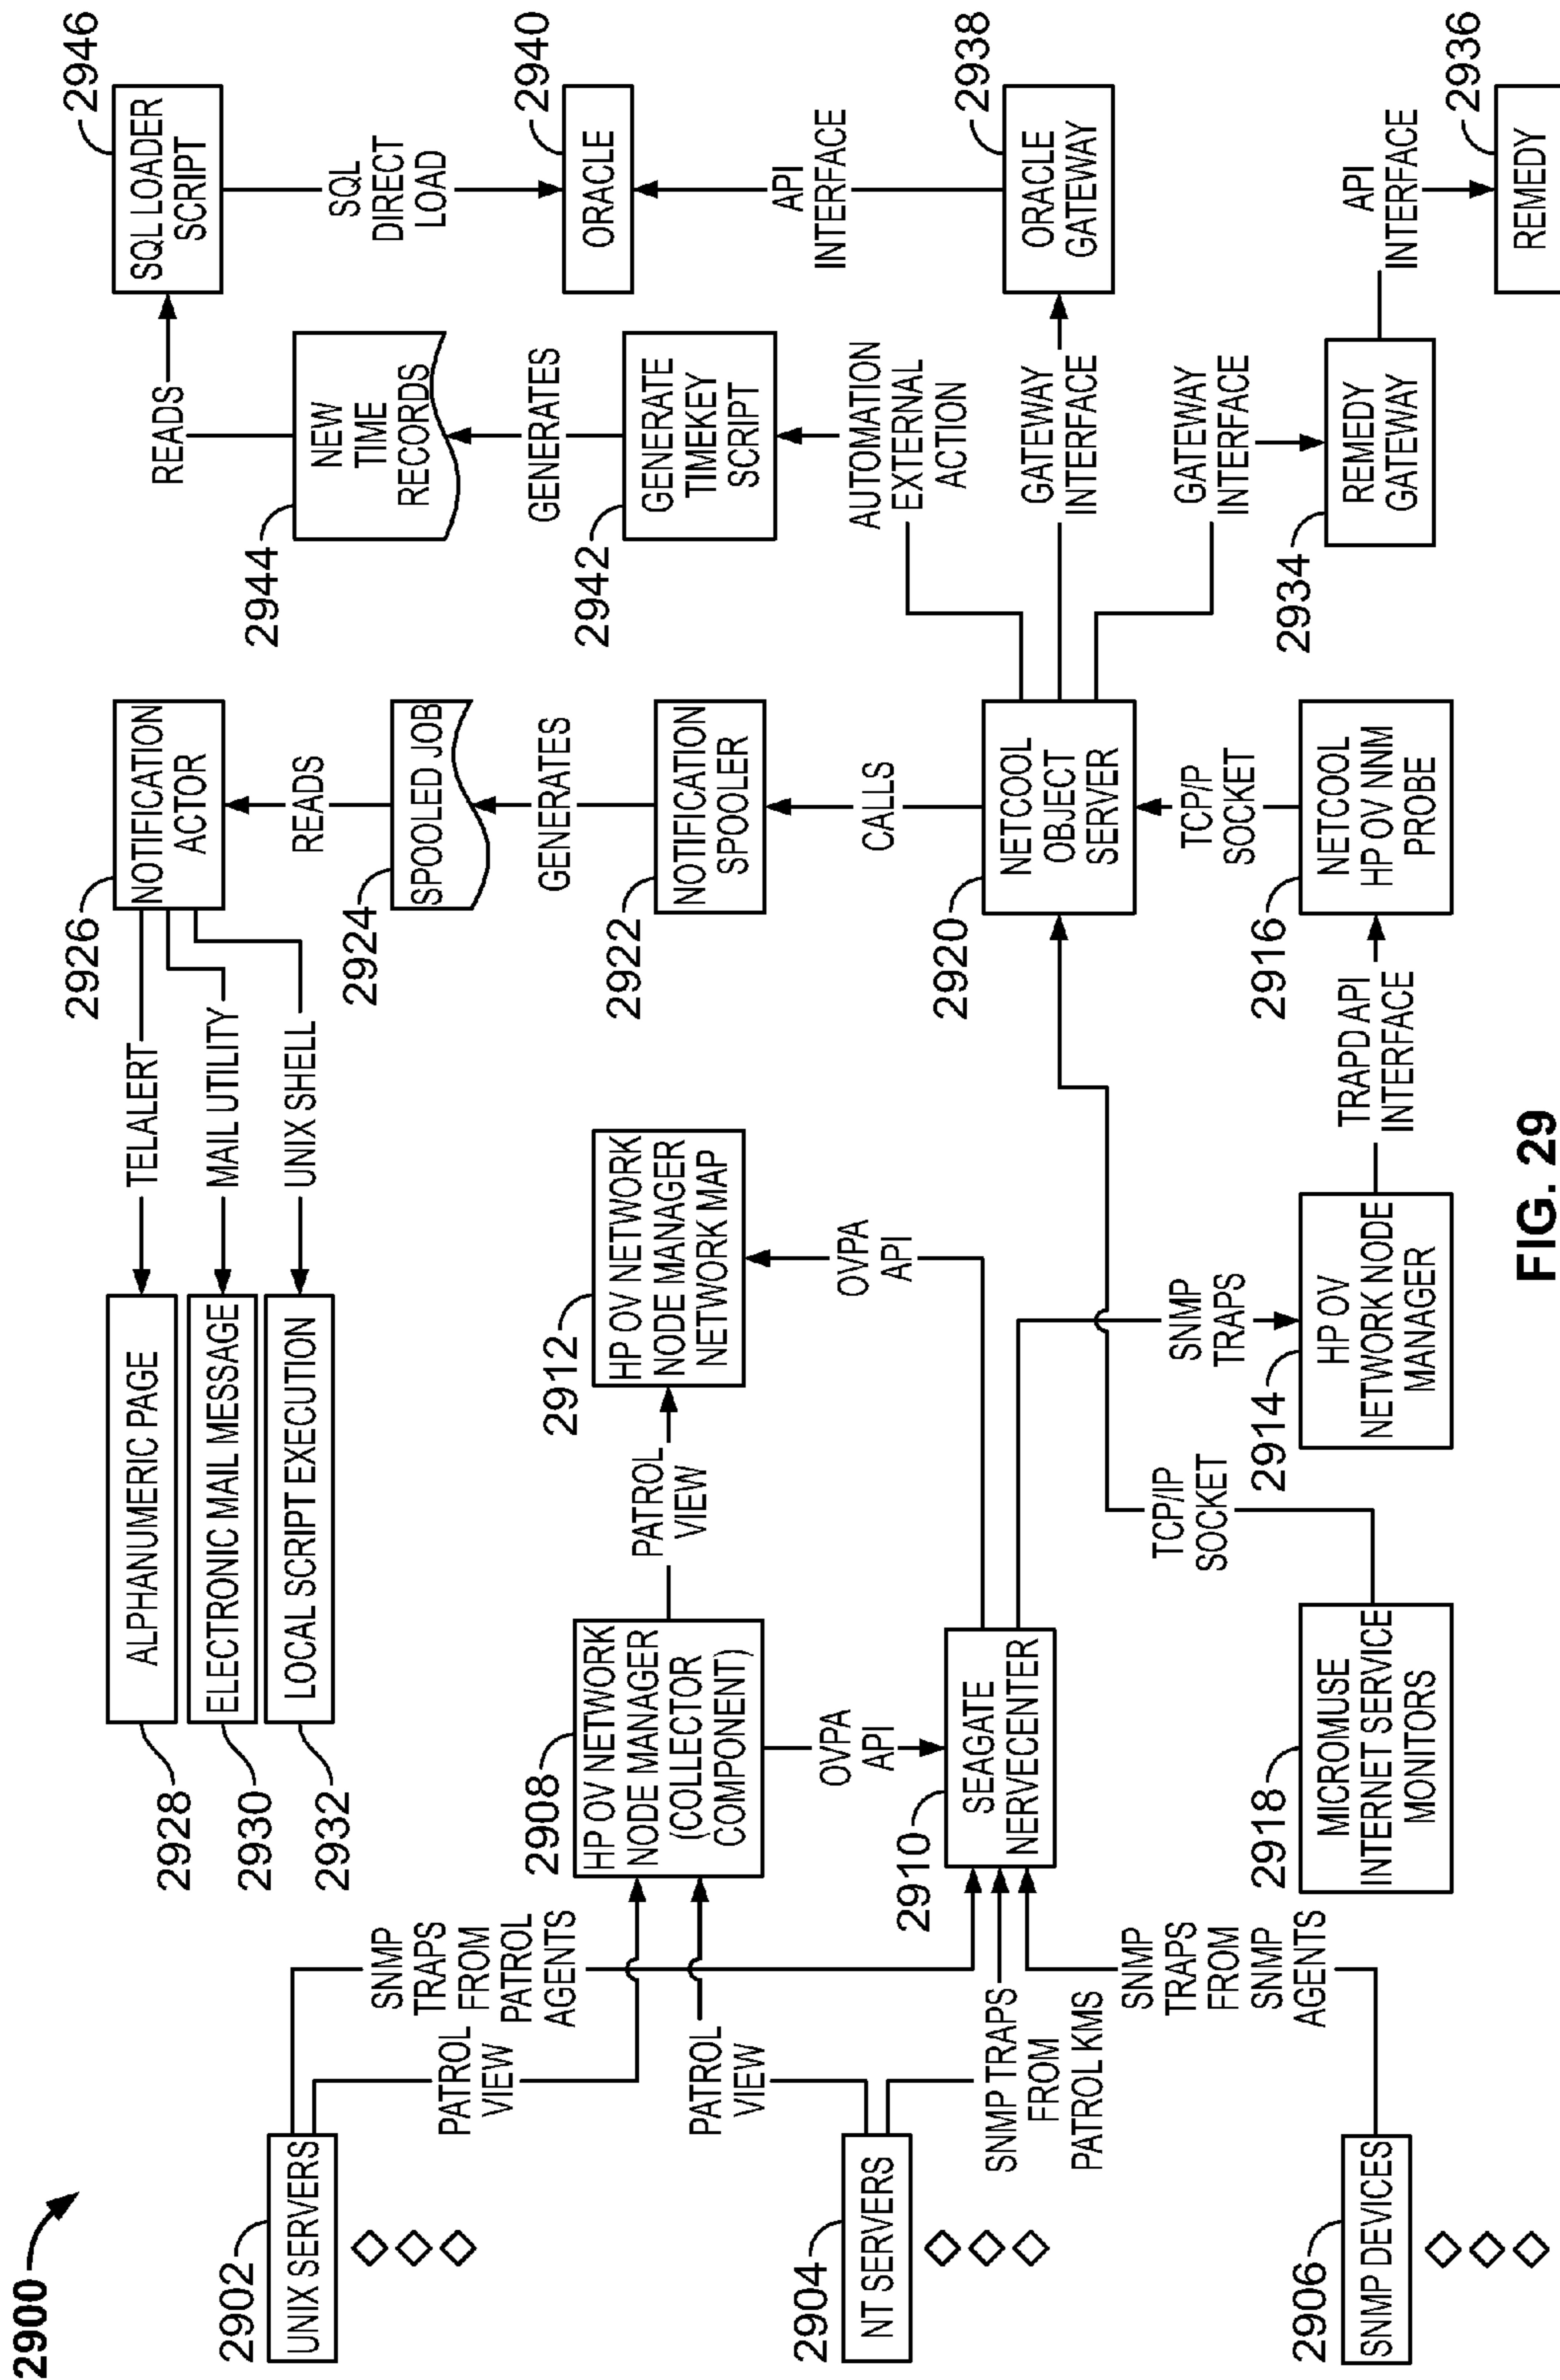 2900
2902
UNIX SERVERS
2904
NT SERVERS
2906
SNMP DEVICES
SNMP
TRAPS
FROM
PATROL
AGENTS
PATROL
VIEW
PATROL
VIEW
SNMP TRAPS
FROM
PATROL KMS
SNMP
TRAPS
FROM
SNMP
AGENTS
2928
ALPHANUMERIC PAGE
2930
ELECTRONIC MAIL MESSAGE
2932
LOCAL SCRIPT EXECUTION
2908
HP OV NETWORK
NODE MANAGER
(COLLECTOR
COMPONENT)
OVPA
API
2910
SEAGATE
NERVECENTER
2918
MICROMUSE
INTERNET SERVICE
MONITORS
PATROL
VIEW
2912
HP OV NETWORK
NODE MANAGER
NETWORK MAP
OVPA
API
SNMP
TRAPS
TCP/IP
SOCKET
2914
HP OV
NETWORK NODE
MANAGER
TRAPD API
INTERFACE
TELALERT
MAIL UTILITY
UNIX SHELL
2926
NOTIFICATION
ACTOR
READS
2924
SPOOLED JOB
GENERATES
2922
NOTIFICATION
SPOOLER
CALLS
2920
NETCOOL
OBJECT
SERVER
TCP/P
SOCKET
2916
NETCOOL
HP OV NNM
PROBE
READS
2944
NEW
TIME
RECORDS
GENERATES
2942
GENERATE
TIMEKEY
SCRIPT
AUTOMATION
EXTERNAL
ACTION
GATEWAY
INTERFACE
GATEWAY
INTERFACE
2934
REMEDY
GATEWAY
2946
SQL LOADER
SCRIPT
SQL
DIRECT
LOAD
2940
ORACLE
API
INTERFACE
2938
ORACLE
GATEWAY
API
INTERFACE
2936
REMEDY
FIG. 29